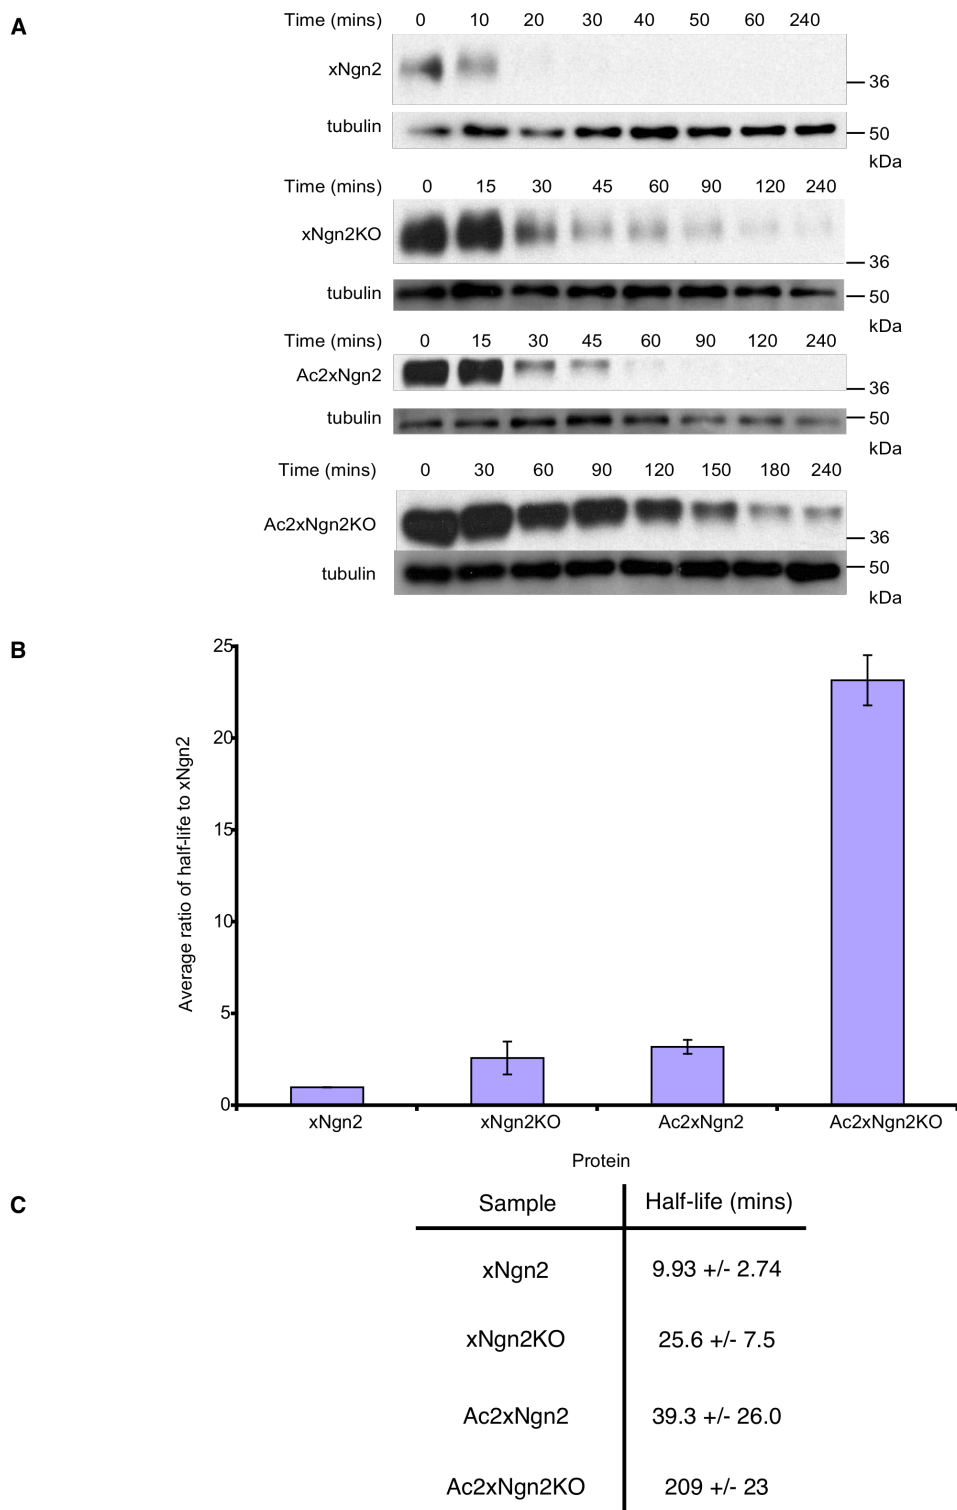 A
Time (mins) 0 10 20 30 40 50 60 240
xNgn2
36
tubulin
50
kDa
Time (mins) 0 15 30 45 60 90 120 240
xNgn2KO
36
tubulin
50
kDa
Time (mins) 0 15 30 45 60 90 120 240
Ac2xNgn2
36
tubulin
50
kDa
Time (mins) 0 30 60 90 120 150 180 240
Ac2xNgn2KO
36
tubulin
50
kDa
B
Average ratio of half-life to xNgn2
25
20
15
10
5
0
xNgn2 xNgn2KO Ac2xNgn2 Ac2xNgn2KO
Protein
C
Sample Half-life (mins)
xNgn2 9.93 +/- 2.74
xNgn2KO 25.6 +/- 7.5
Ac2xNgn2 39.3 +/- 26.0
Ac2xNgn2KO 209 +/- 23